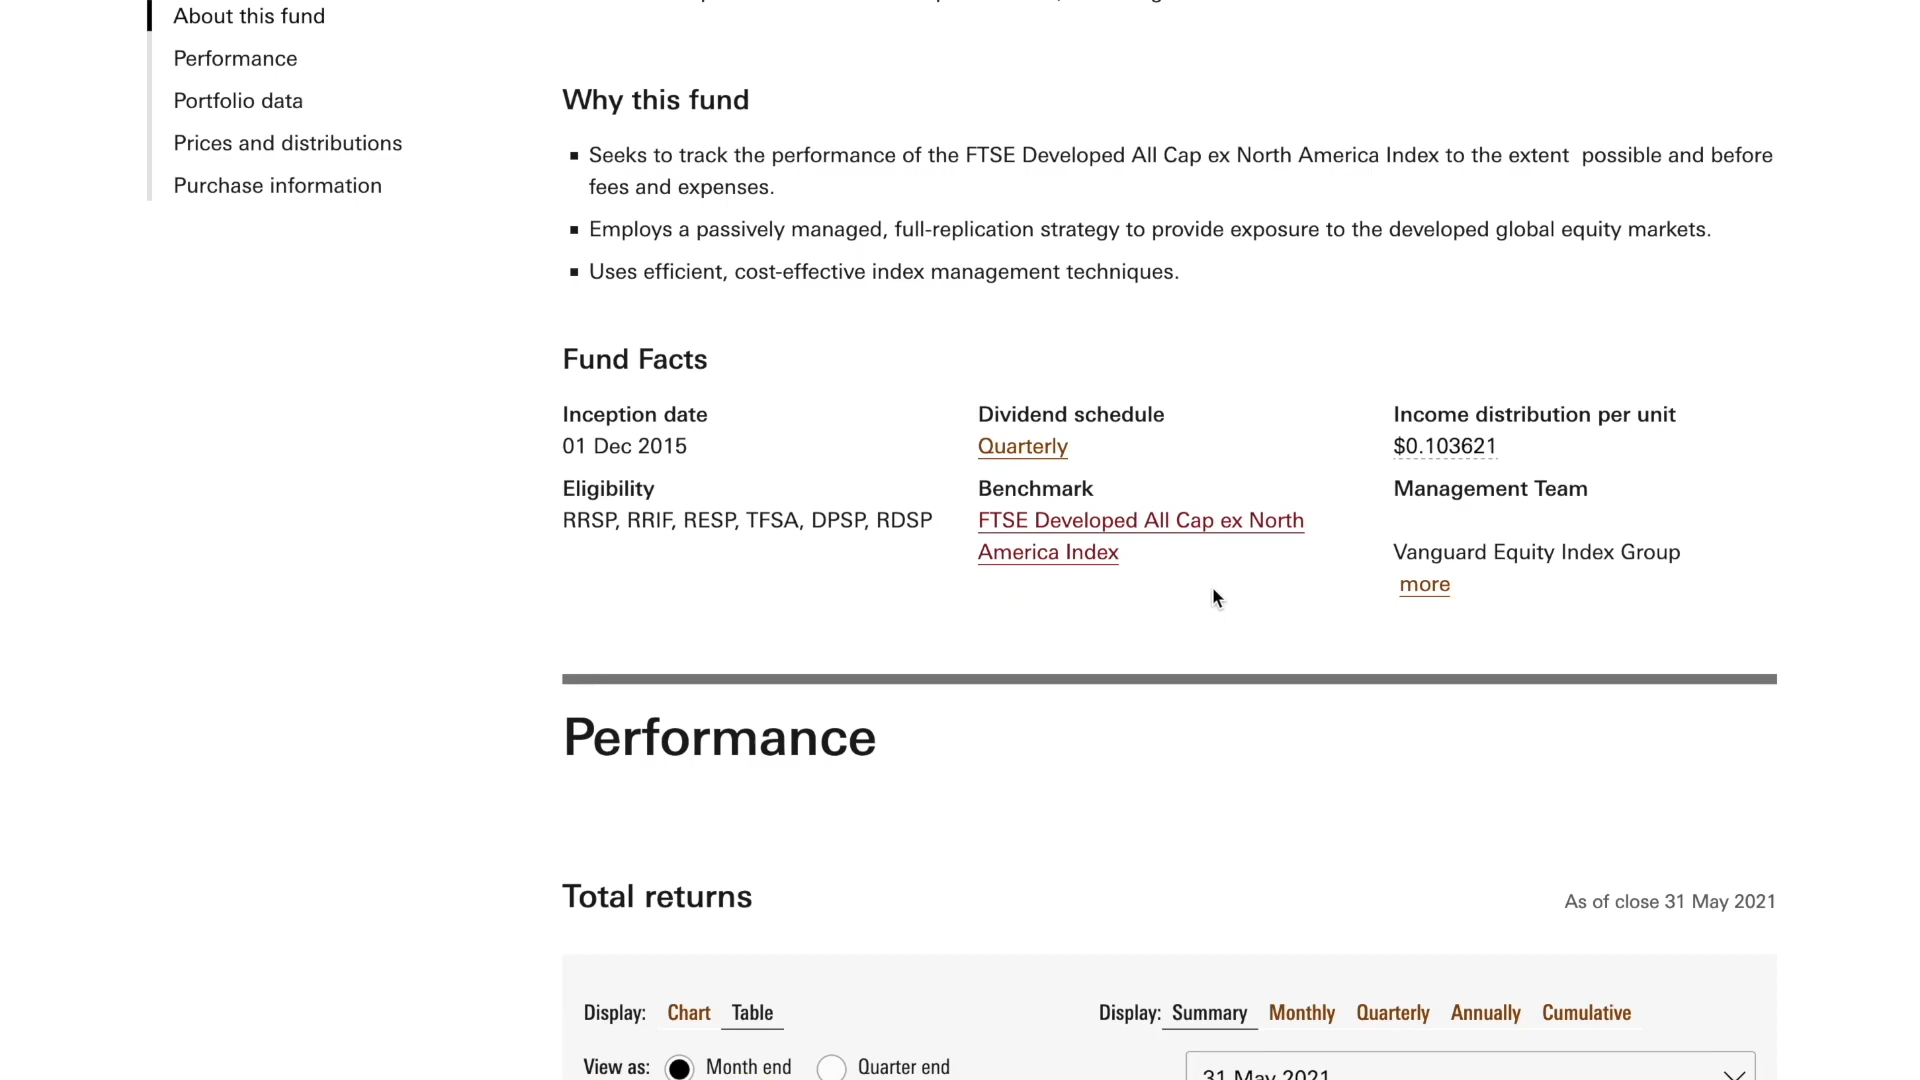 About this fund
Performance
Portfolio data
Prices and distributions
Purchase information
Why this fund
▪ Seeks to track the performance of the FTSE Developed All Cap ex North America Index to the extent possible and before
fees and expenses.
▪ Employs a passively managed, full-replication strategy to provide exposure to the developed global equity markets.
▪ Uses efficient, cost-effective index management techniques.
Fund Facts
Inception date
01 Dec 2015
Dividend schedule
Quarterly
Income distribution per unit
$0.103621
Eligibility
RRSP, RRIF, RESP, TFSA, DPSP, RDSP
Benchmark
FTSE Developed All Cap ex North
America Index
Management Team
Vanguard Equity Index Group
more
Performance
Total returns
As of close 31 May 2021
Display: Chart Table
Display: Summary Monthly Quarterly Annually Cumulative
View as: Month end Quarter end
31 May 2021